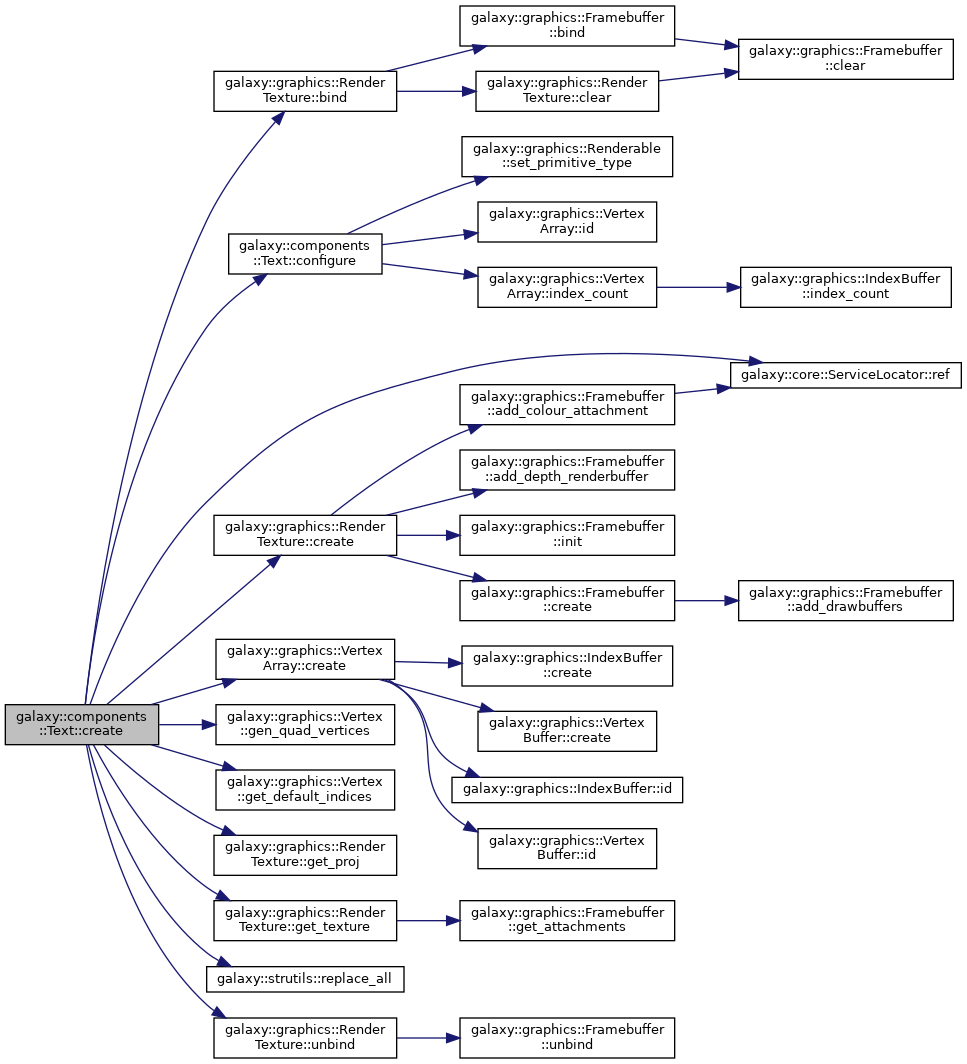 galaxy::graphics::Framebuffer
::bind
galaxy::graphics::Framebuffer
::clear
galaxy::graphics::Render
Texture::bind
galaxy::graphics::Render
Texture::clear
galaxy::graphics::Renderable
::set_primitive_type
galaxy::graphics::Vertex
Array::id
galaxy::components
::Text::configure
galaxy::graphics::Vertex
Array::index_count
galaxy::graphics::IndexBuffer
::index_count
galaxy::core::ServiceLocator::ref
galaxy::graphics::Framebuffer
::add_colour_attachment
galaxy::graphics::Framebuffer
::add_depth_renderbuffer
galaxy::graphics::Render
Texture::create
galaxy::graphics::Framebuffer
::init
galaxy::graphics::Framebuffer
::create
galaxy::graphics::Framebuffer
::add_drawbuffers
galaxy::graphics::Vertex
Array::create
galaxy::graphics::IndexBuffer
::create
galaxy::components
::Text::create
galaxy::graphics::Vertex
::gen_quad_vertices
galaxy::graphics::Vertex
Buffer::create
galaxy::graphics::Vertex
::get_default_indices
galaxy::graphics::IndexBuffer::id
galaxy::graphics::Render
Texture::get_proj
galaxy::graphics::Vertex
Buffer::id
galaxy::graphics::Render
Texture::get_texture
galaxy::graphics::Framebuffer
::get_attachments
galaxy::strutils::replace_all
galaxy::graphics::Render
Texture::unbind
galaxy::graphics::Framebuffer
::unbind